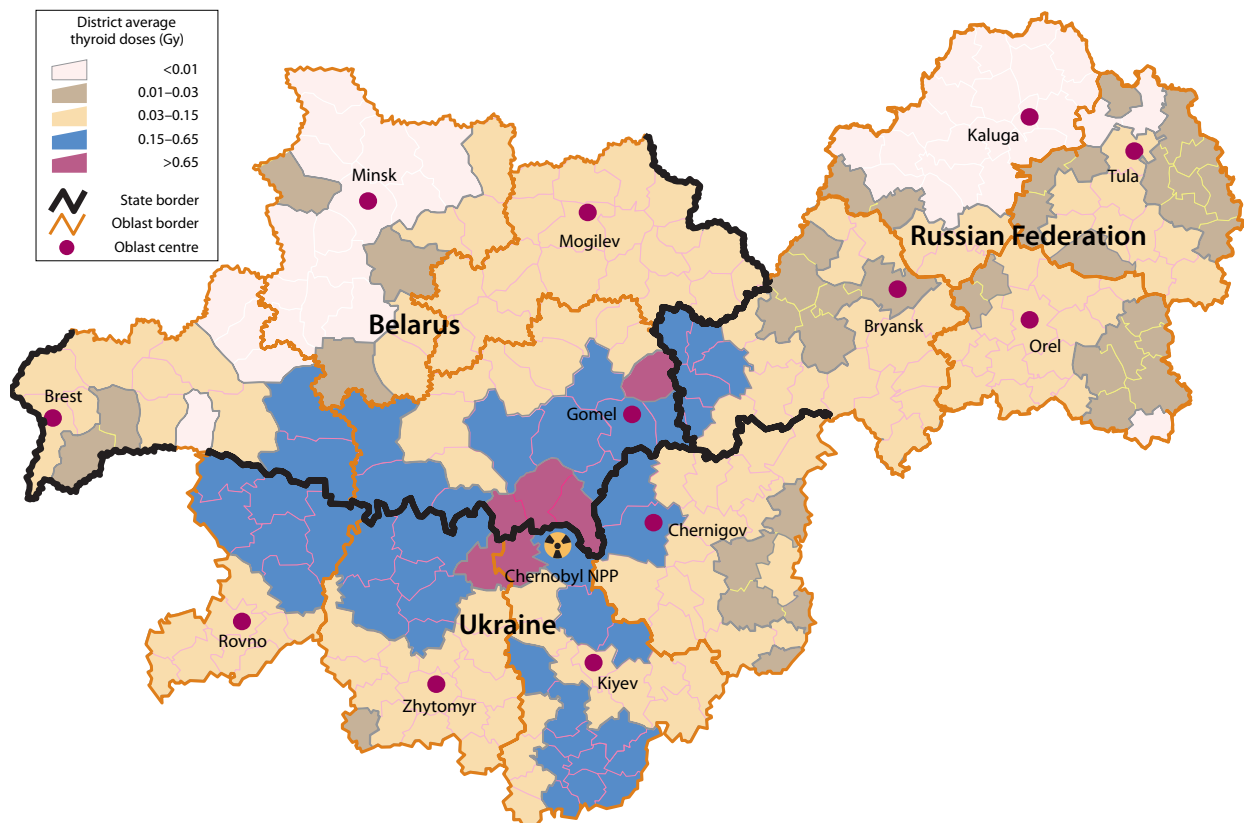 District average
thyroid doses (Gy)
<0.01
0.01–0.03
0.03–0.15
0.15–0.65
>0.65
State border
Oblast border
Oblast centre
Kaluga
Tula
Minsk
Mogilev
Russian Federation
Belarus
Bryansk
Orel
Brest
Gomel
Chernigov
Chernobyl NPP
Ukraine
Rovno
Kiyev
Zhytomyr